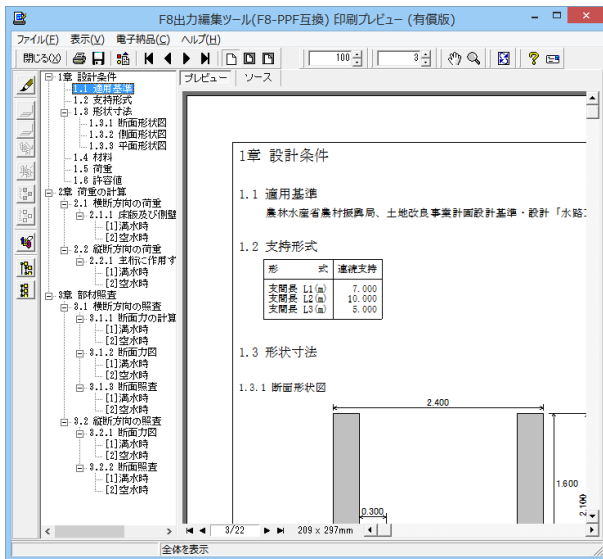 F8出力編集ツール(F8-PPF互換) 印刷プレビュー (有償版)
ファイル(F) 表示(V) 電子納品(C) ヘルプ(H)
閉じる(X) 100 3
プレビュー ソース
1章 設計条件
1.1 適用基準
1.2 支持形式
1.3 形状寸法
1.3.1 断面形状図
1.3.2 側面形状図
1.3.3 平面形状図
1.4 材料
1.5 荷重
1.6 許容値
2章 荷重の計算
2.1 横断方向の荷重
2.1.1 床版及び側壁
[1]満水時
[2]空水時
2.2 縦断方向の荷重
2.2.1 主桁に作用す
[1]満水時
[2]空水時
3章 部材照査
3.1 横断方向の照査
3.1.1 断面力の計算
[1]満水時
[2]空水時
3.1.2 断面力図
[1]満水時
[2]空水時
3.1.3 断面照査
[1]満水時
[2]空水時
3.2 縦断方向の照査
3.2.1 断面力図
[1]満水時
[2]空水時
3.2.2 断面照査
[1]満水時
[2]空水時
1章 設計条件
1.1 適用基準
農林水産省農村振興局、土地改良事業計画設計基準・設計「水路
1.2 支持形式
形 式 連続支持
支間長 L1(m) 7.000
支間長 L2(m) 10.000
支間長 L3(m) 5.000
1.3 形状寸法
1.3.1 断面形状図
2.400
1.600
2.100
0.300
3/22 209 x 297mm
全体を表示